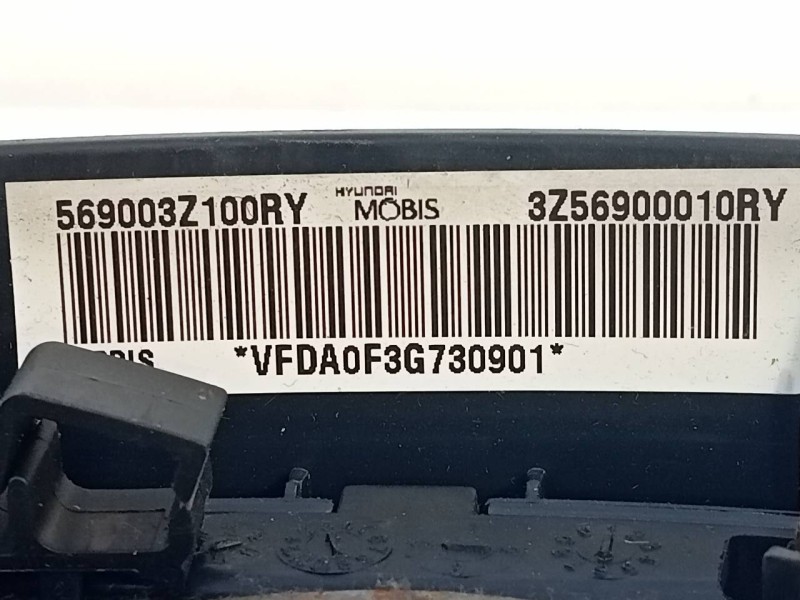 569003Z100RY HYUNDAI MOBIS 3Z56900010RY
*VFDA0F3G730901*